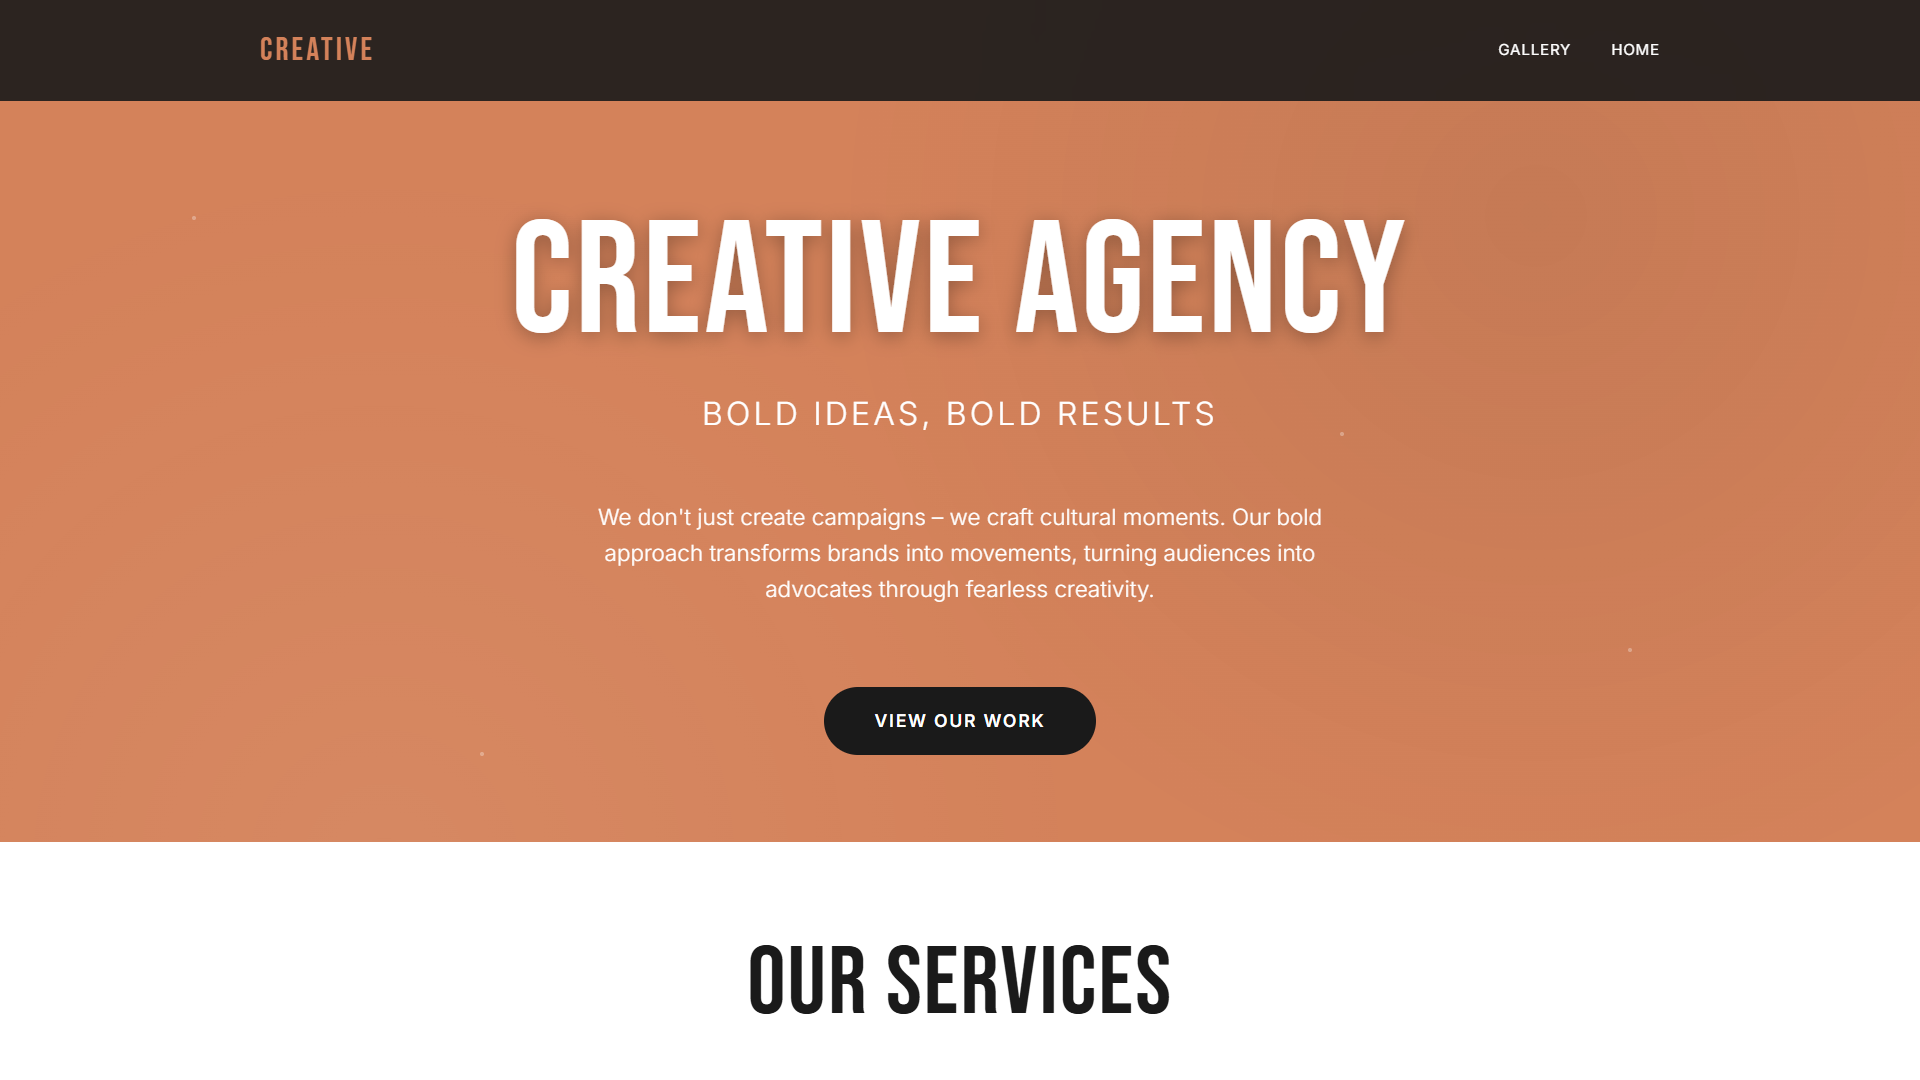 CREATIVE
GALLERY
HOME
CREATIVE AGENCY
BOLD IDEAS, BOLD RESULTS
We don't just create campaigns – we craft cultural moments. Our bold
approach transforms brands into movements, turning audiences into
advocates through fearless creativity.
VIEW OUR WORK
OUR SERVICES